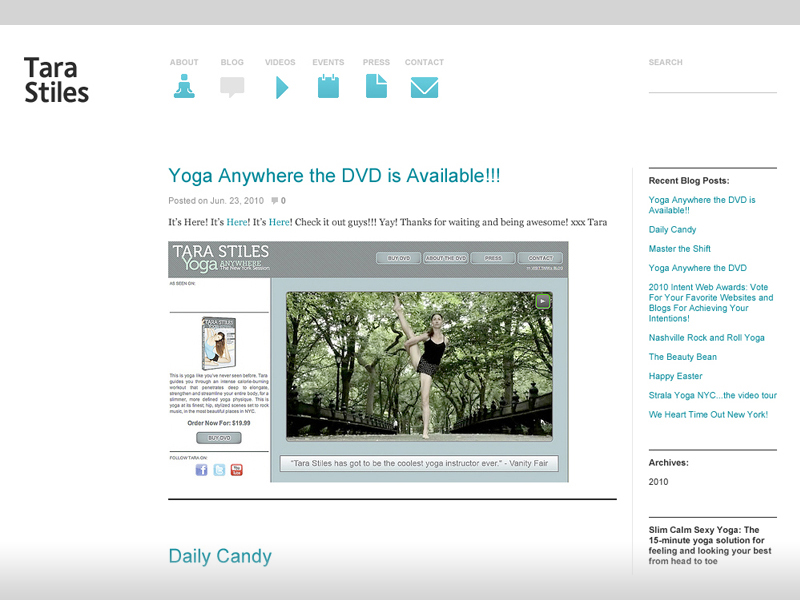 Tara
Stiles
ABOUT BLOG VIDEOS EVENTS PRESS CONTACT
SEARCH
Yoga Anywhere the DVD is Available!!!
Posted on Jun. 23, 2010 0
It's Here! It's Here! It's Here! Check it out guys!!! Yay! Thanks for waiting and being awesome! xxx Tara
TARA STILES
Yoga ANYWHERE
The New York Session
BUY DVD ABOUT THE DVD PRESS CONTACT
AS SEEN ON:
TARA STILES
This is yoga like you've never seen before. Tara
guides you through an intense calorie-burning
workout that penetrates deep to elongate,
strengthen and streamline your entire body, for a
slimmer, more defined yoga physique. This is
yoga at its finest; hip, stylized scenes set to rock
music, in the most beautiful places in NYC.
Order Now For: $19.99
BUY DVD
FOLLOW TARA ON:
"Tara Stiles has got to be the coolest yoga instructor ever." - Vanity Fair
Daily Candy
Recent Blog Posts:
Yoga Anywhere the DVD is
Available!!
Daily Candy
Master the Shift
Yoga Anywhere the DVD
2010 Intent Web Awards: Vote
For Your Favorite Websites and
Blogs For Achieving Your
Intentions!
Nashville Rock and Roll Yoga
The Beauty Bean
Happy Easter
Strala Yoga NYC...the video tour
We Heart Time Out New York!
Archives:
2010
Slim Calm Sexy Yoga: The
15-minute yoga solution for
feeling and looking your best
from head to toe